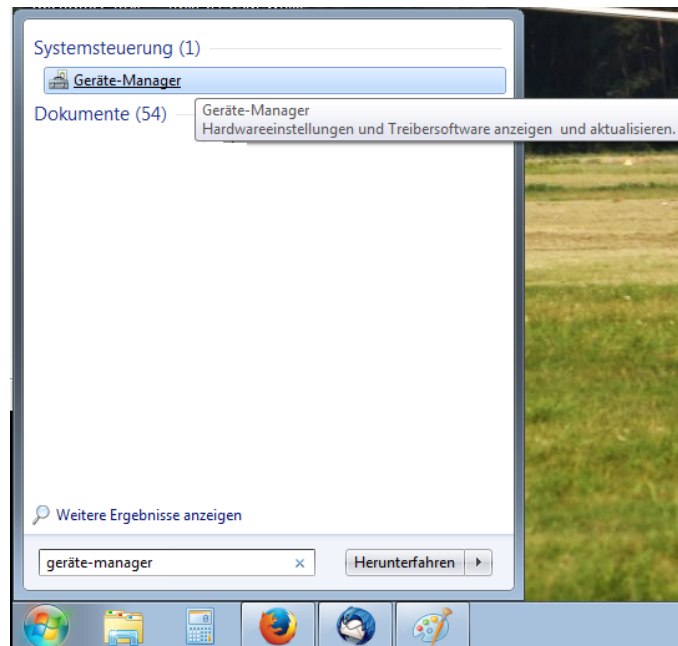 Systemsteuerung (1)
Geräte-Manager
Dokumente (54)
Geräte-Manager
Hardwareeinstellungen und Treibersoftware anzeigen und aktualisieren.
Weitere Ergebnisse anzeigen
geräte-manager
Herunterfahren